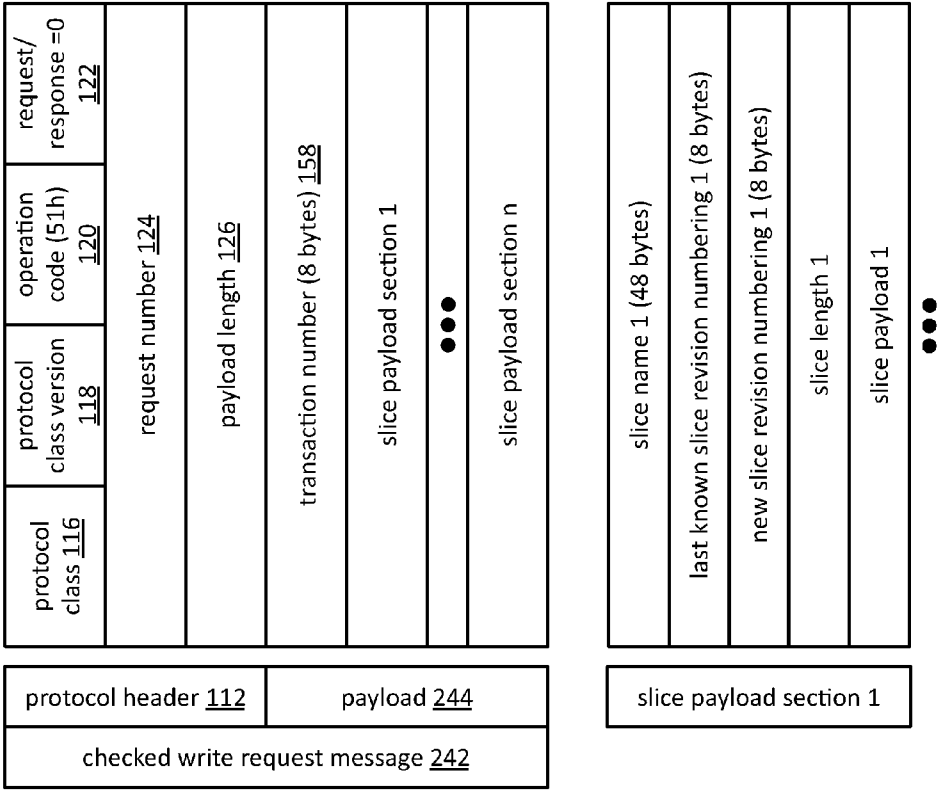 protocol
class 116
protocol
class version
118
operation
code (51h)
120
request/
response =0
122
request number 124
payload length 126
transaction number (8 bytes) 158
slice payload section 1
slice payload section n
protocol header 112
payload 244
checked write request message 242
slice name 1 (48 bytes)
last known slice revision numbering 1 (8 bytes)
new slice revision numbering 1 (8 bytes)
slice length 1
slice payload 1
slice payload section 1